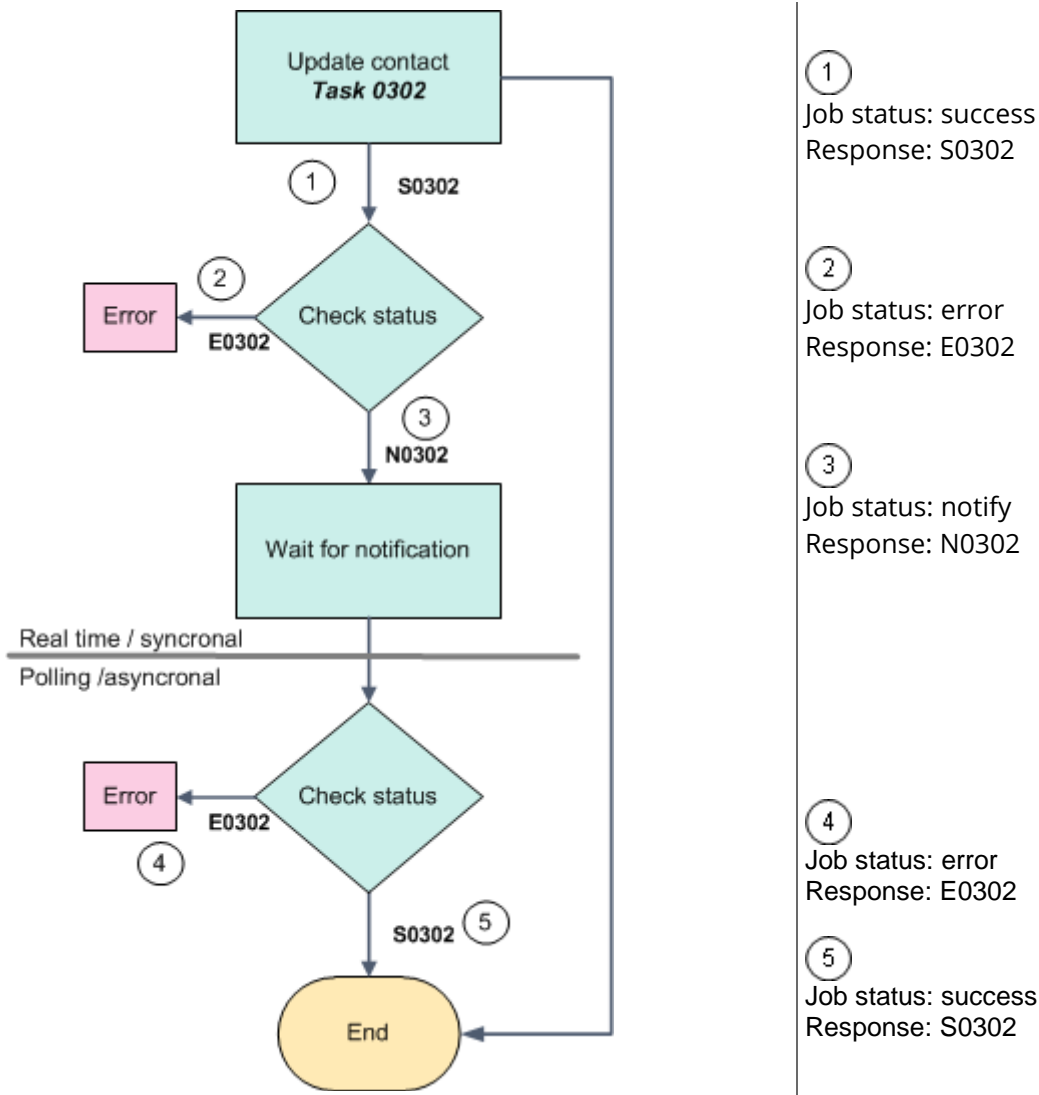 Update contact
Task 0302
1
S0302
2
Error
Check status
E0302
3
N0302
Wait for notification
Real time / syncronal
Polling /asyncronal
Error
Check status
E0302
4
S0302
5
End
1
Job status: success
Response: S0302
2
Job status: error
Response: E0302
3
Job status: notify
Response: N0302
4
Job status: error
Response: E0302
5
Job status: success
Response: S0302